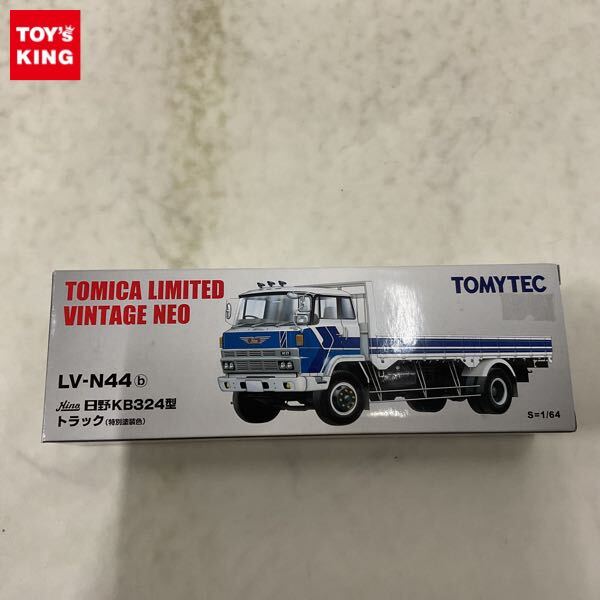 TOY's
KING
TOMICA LIMITED
VINTAGE NEO
TOMYTEC
LV-N44 ⓑ
Hino 日野KB324型
トラック(特別塗装色)
S=1/64